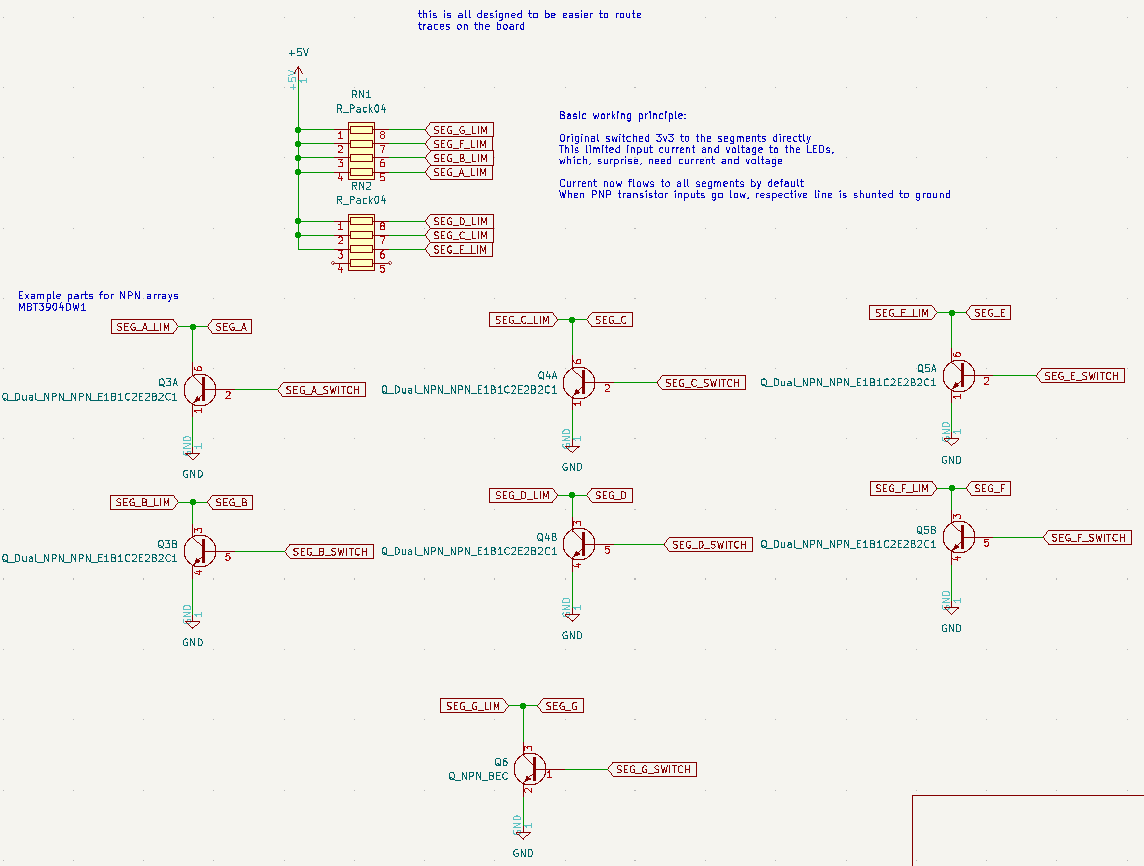 this is all designed to be easier to route
traces on the board
+5V
+5V
1
RN1
R_Pack04
1 8 SEG_G_LIM
2 7 SEG_F_LIM
3 6 SEG_B_LIM
4 5 SEG_A_LIM
RN2
R_Pack04
1 8 SEG_D_LIM
2 7 SEG_C_LIM
3 6 SEG_E_LIM
4 5
Basic working principle:
Original switched 3v3 to the segments directly
This limited input current and voltage to the LEDs,
which, surprise, need current and voltage
Current now flows to all segments by default
When PNP transistor inputs go low, respective line is shunted to ground
Example parts for NPN arrays
MBT3904DW1
SEG_A_LIM SEG_A
6
Q3A
Q_Dual_NPN_NPN_E1B1C2E2B2C1
2 SEG_A_SWITCH
1
GND 1
GND
SEG_C_LIM SEG_C
6
Q4A
Q_Dual_NPN_NPN_E1B1C2E2B2C1
2 SEG_C_SWITCH
1
GND 1
GND
SEG_E_LIM SEG_E
6
Q5A
Q_Dual_NPN_NPN_E1B1C2E2B2C1
2 SEG_E_SWITCH
1
GND 1
GND
SEG_B_LIM SEG_B
3
Q3B
Q_Dual_NPN_NPN_E1B1C2E2B2C1
5 SEG_B_SWITCH
4
GND 1
GND
SEG_D_LIM SEG_D
3
Q4B
Q_Dual_NPN_NPN_E1B1C2E2B2C1
5 SEG_D_SWITCH
4
GND 1
GND
SEG_F_LIM SEG_F
3
Q5B
Q_Dual_NPN_NPN_E1B1C2E2B2C1
5 SEG_F_SWITCH
4
GND 1
GND
SEG_G_LIM SEG_G
3
Q6
Q_NPN_BEC
1 SEG_G_SWITCH
2
GND 1
GND